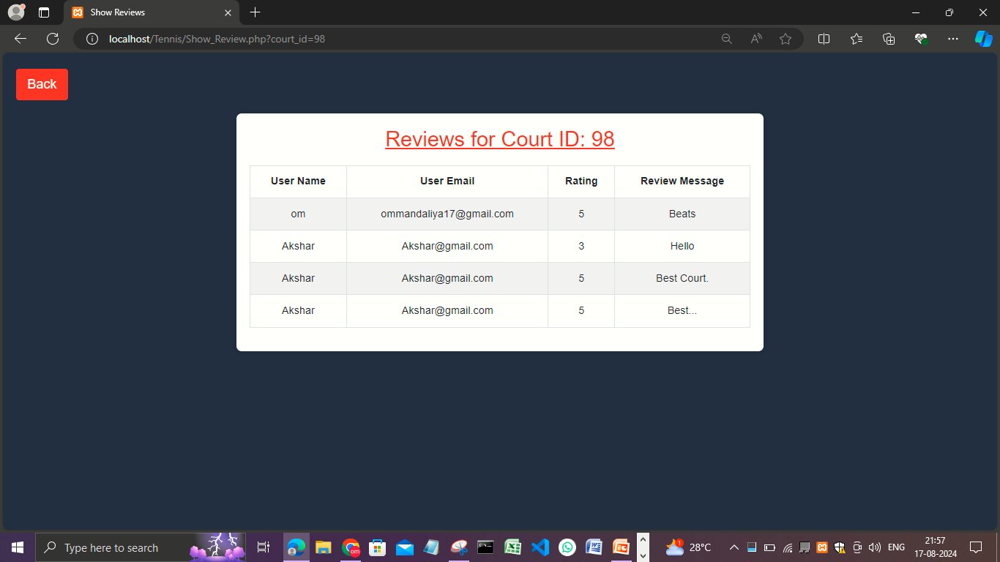 Show Reviews
localhost/Tennis/Show_Review.php?court_id=98
Back
Reviews for Court ID: 98
User Name User Email Rating Review Message
om ommandaliya17@gmail.com 5 Beats
Akshar Akshar@gmail.com 3 Hello
Akshar Akshar@gmail.com 5 Best Court.
Akshar Akshar@gmail.com 5 Best...
Type here to search om 1 28°C ENG 21:57
17-08-2024